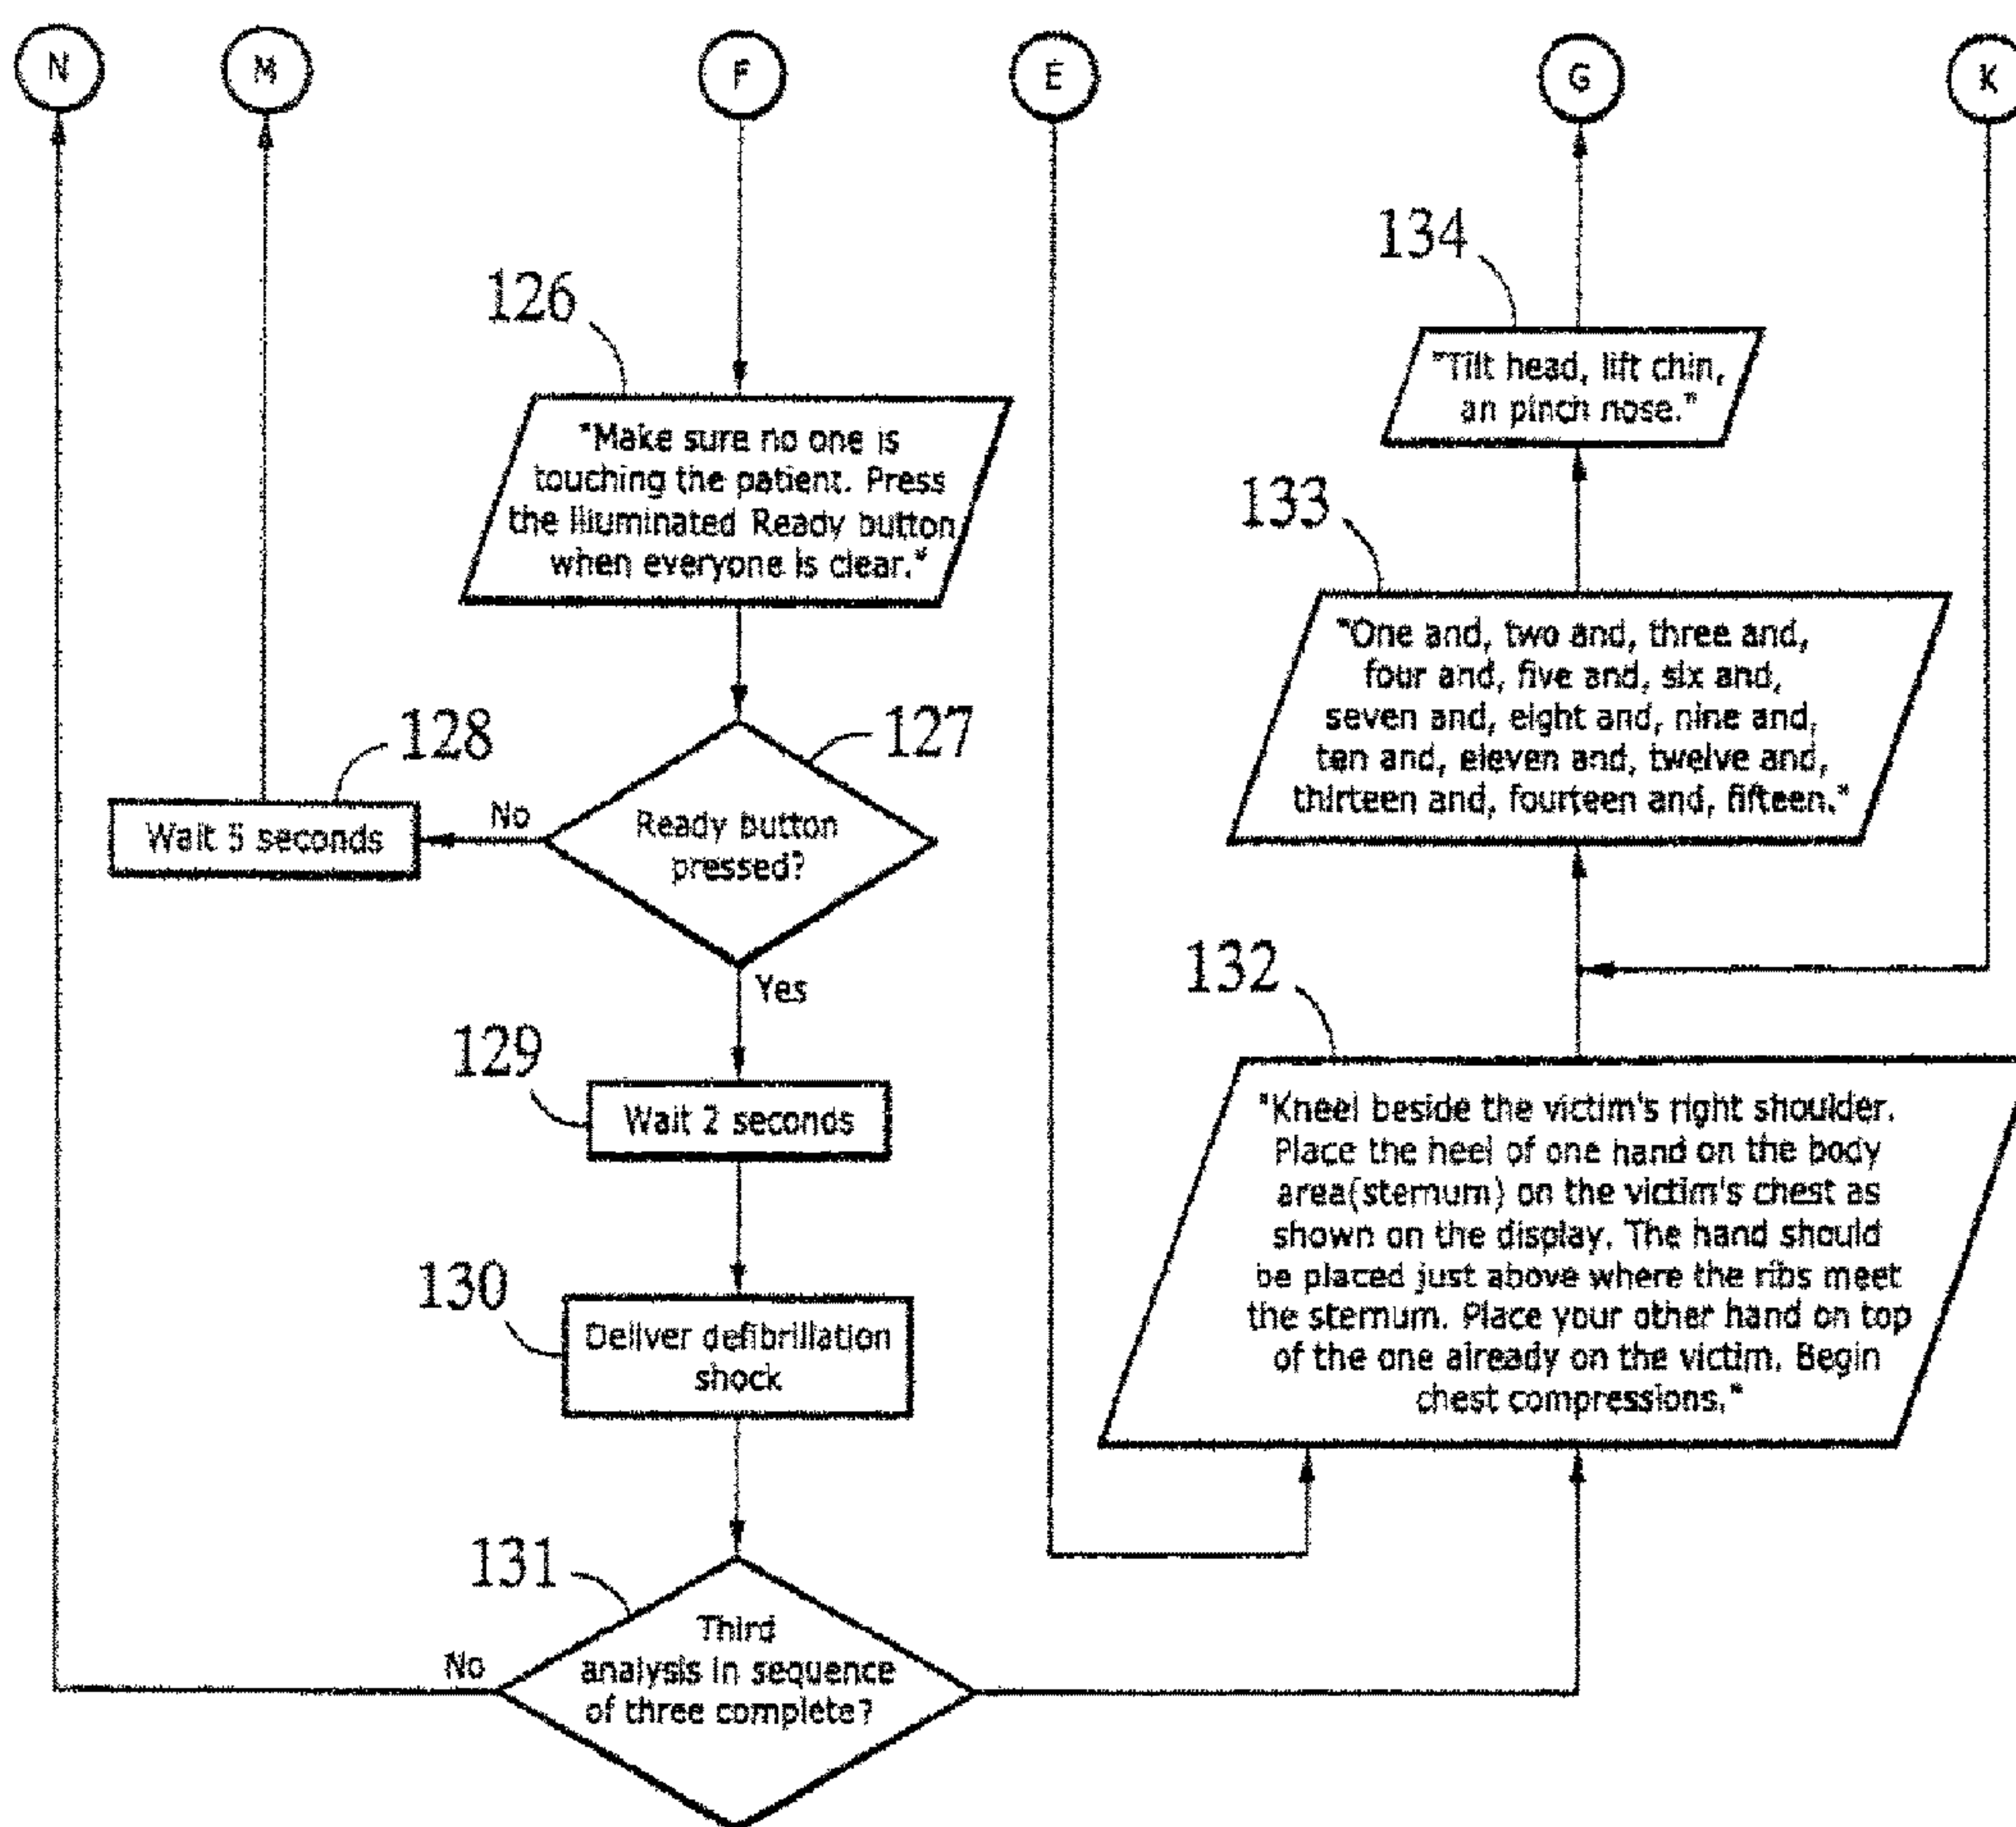 N
M
F
E
G
K
126
"Make sure no one is
touching the patient. Press
the Illuminated Ready button
when everyone is clear."
128
127
Wait 5 seconds
No
Ready button
pressed?
Yes
129
Wait 2 seconds
130
Deliver defibrillation
shock
131
Third
analysis in sequence
of three complete?
No
134
"Tilt head, lift chin,
an pinch nose."
133
"One and, two and, three and,
four and, five and, six and,
seven and, eight and, nine and,
ten and, eleven and, twelve and,
thirteen and, fourteen and, fifteen."
132
"Kneel beside the victim's right shoulder.
Place the heel of one hand on the body
area(sternum) on the victim's chest as
shown on the display. The hand should
be placed just above where the ribs meet
the sternum. Place your other hand on top
of the one already on the victim. Begin
chest compressions."